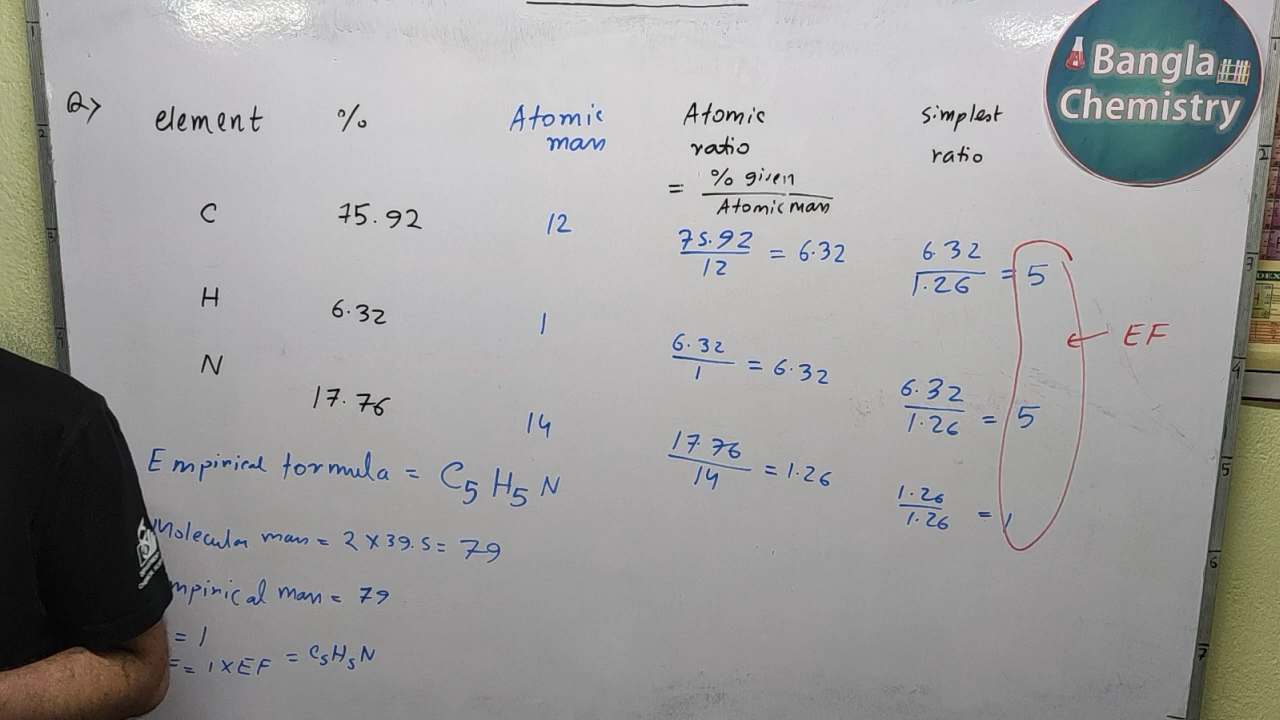 Bangla
Chemistry
Q>
element % Atomic mass Atomic ratio simplest ratio
= % given / Atomic mass
C 75.92 12 75.92/12 = 6.32 6.32/1.26 = 5
EF
H 6.32 1 6.32/1 = 6.32 6.32/1.26 = 5
N 17.76 14 17.76/14 = 1.26 1.26/1.26 = 1
Empirical formula = C5H5N
Molecular mass = 2 X 39.5 = 79
mpirical mass = 79
= 1
= 1 X EF = C5H5N